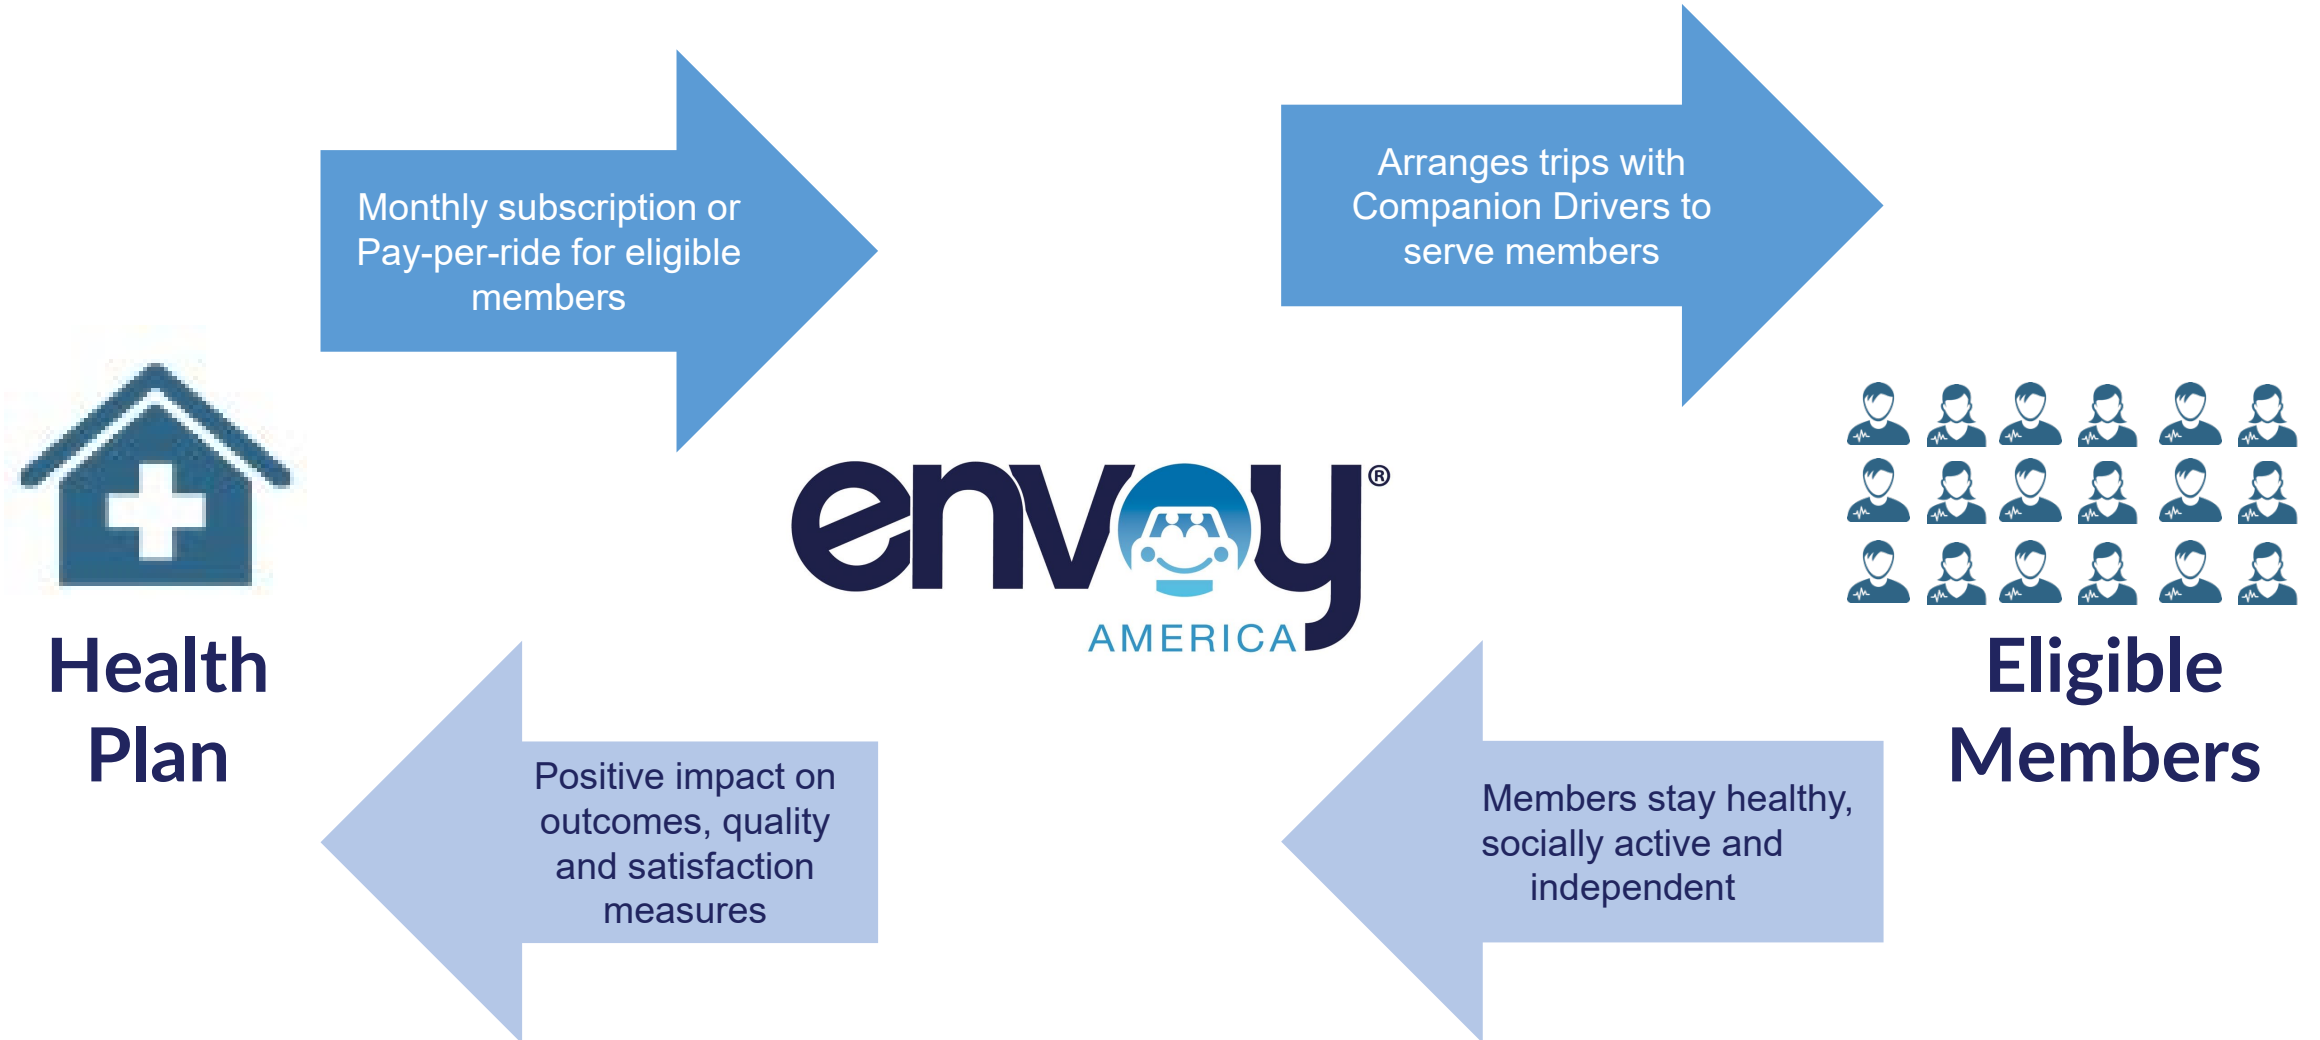 Monthly subscription or
Pay-per-ride for eligible
members
Arranges trips with
Companion Drivers to
serve members
envoy®
AMERICA
Health
Plan
Eligible
Members
Positive impact on
outcomes, quality
and satisfaction
measures
Members stay healthy,
socially active and
independent